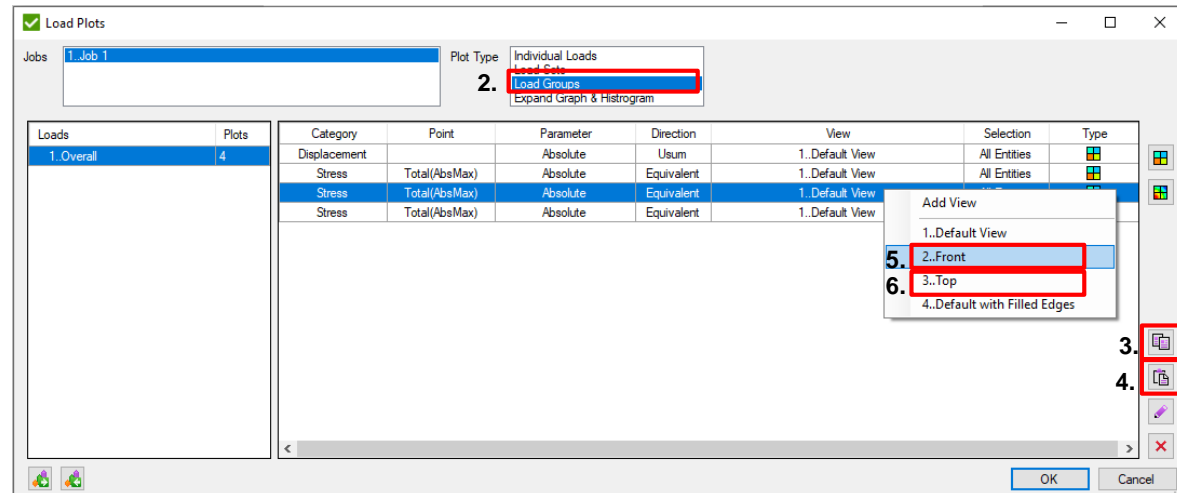 Load Plots
Jobs
1..Job 1
Plot Type
Individual Loads
Load Sets
2.
Load Groups
Expand Graph & Histrogram
Loads Plots
1..Overall 4
Category Point Parameter Direction View Selection Type
Displacement Absolute Usum 1..Default View All Entities
Stress Total(AbsMax) Absolute Equivalent 1..Default View All Entities
Stress Total(AbsMax) Absolute Equivalent 1..Default View
Stress Total(AbsMax) Absolute Equivalent 1..Default View
Add View
1..Default View
5. 2..Front
6. 3..Top
4..Default with Filled Edges
3.
4.
OK Cancel